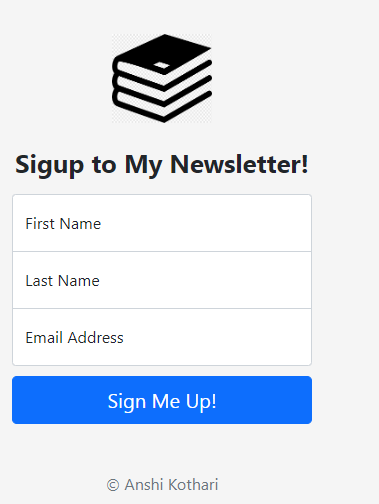 Sigup to My Newsletter!
First Name
Last Name
Email Address
Sign Me Up!
© Anshi Kothari